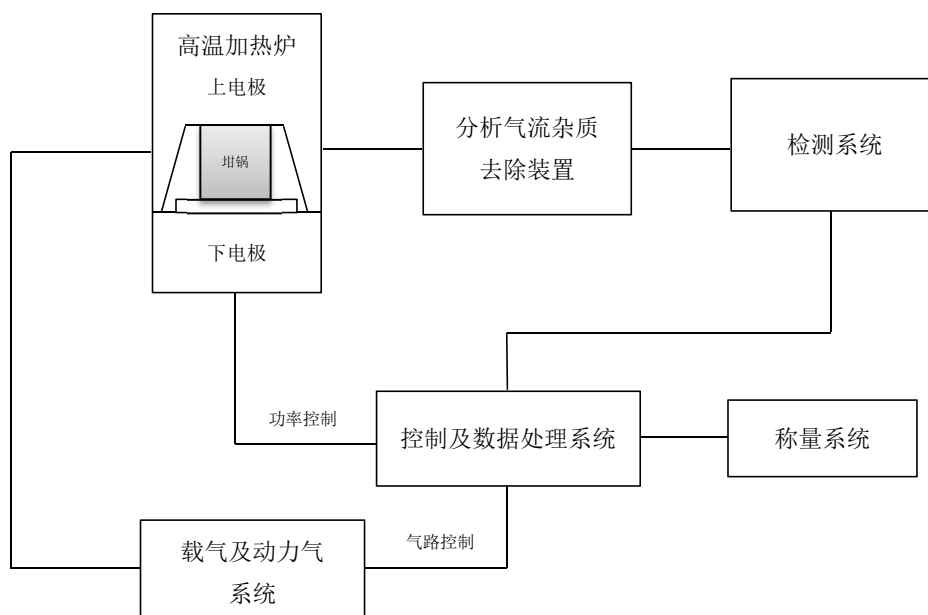 高温加热炉
上电极
坩锅
下电极
分析气流杂质
去除装置
检测系统
功率控制
控制及数据处理系统
称量系统
载气及动力气
系统
气路控制